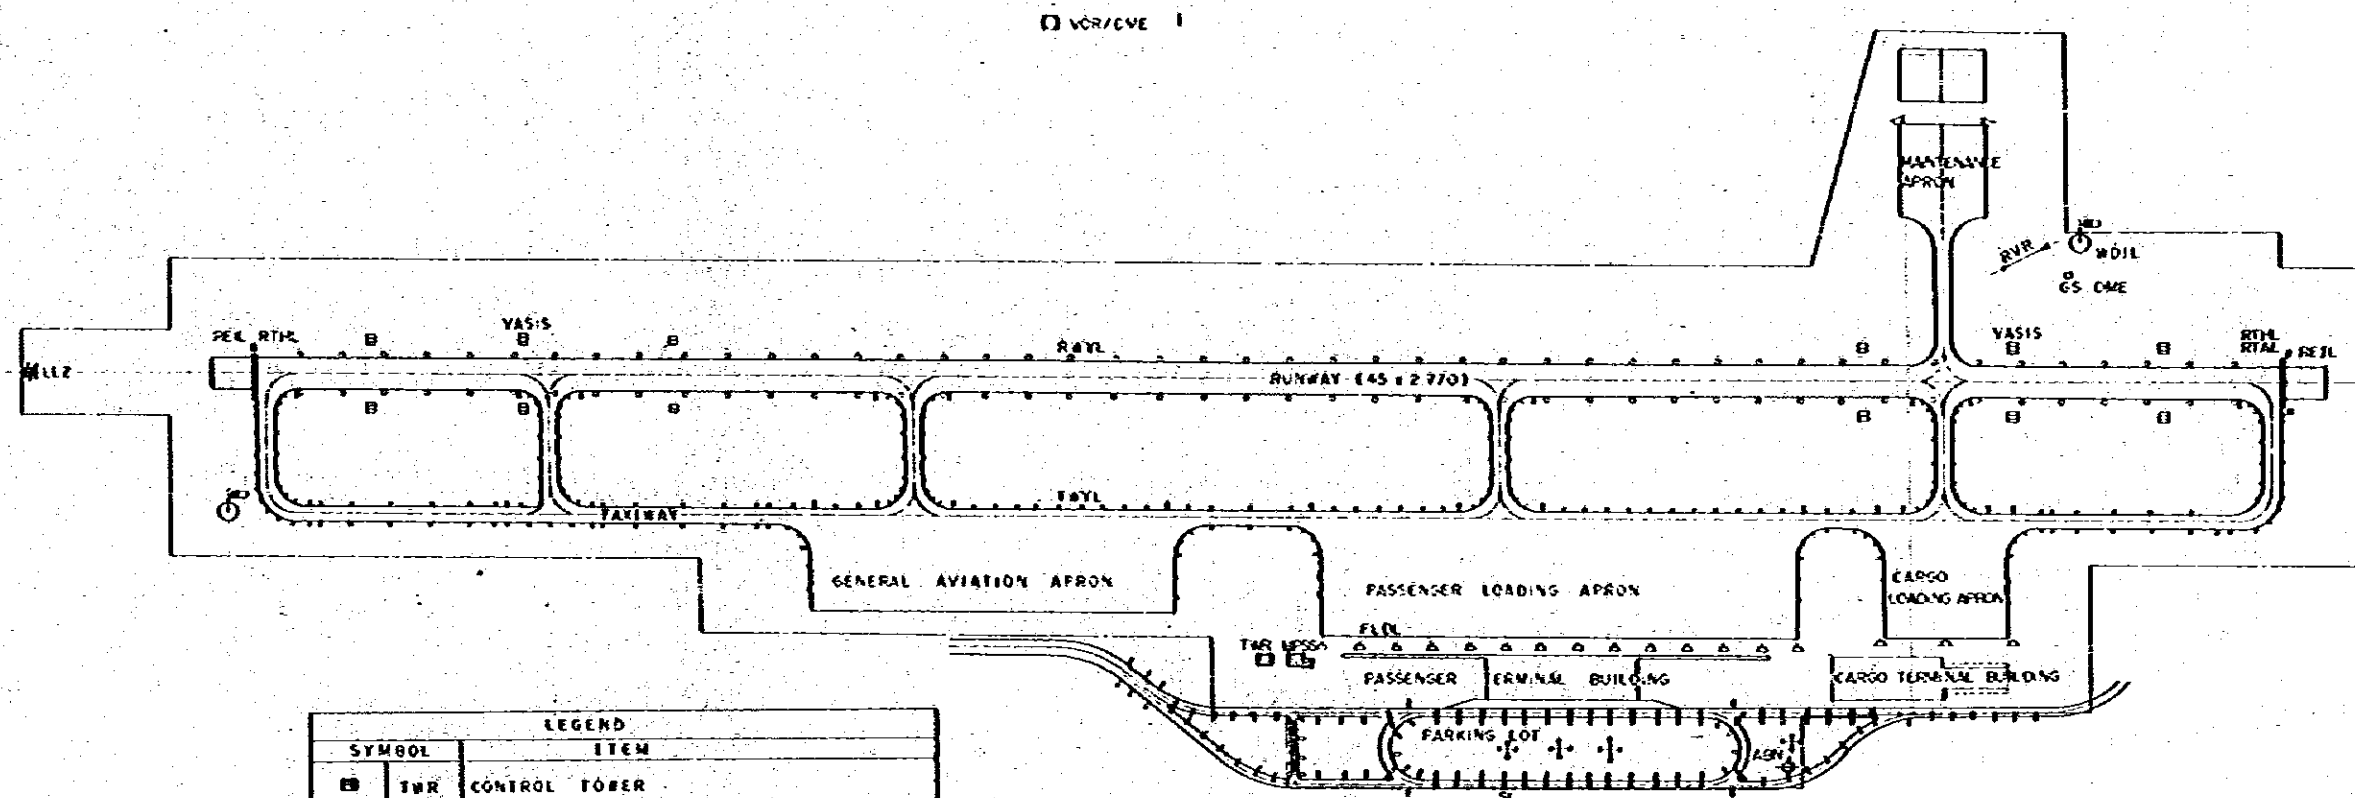 VOR/DME
MAINTENANCE
APRON
RVR
WDIL
GS DME
REIL RTHL
VASIS
RWYL
VASIS
RTHL
REIL
LLZ
RUNWAY (45 x 2 770)
TWYL
TAXIWAY
GENERAL AVIATION APRON
PASSENGER LOADING APRON
CARGO
LOADING APRON
FLDL
TWR
PASSENGER TERMINAL BUILDING
CARGO TERMINAL BUILDING
PARKING LOT
ABN
LEGEND
SYMBOL ITEM
TWR CONTROL TOWER